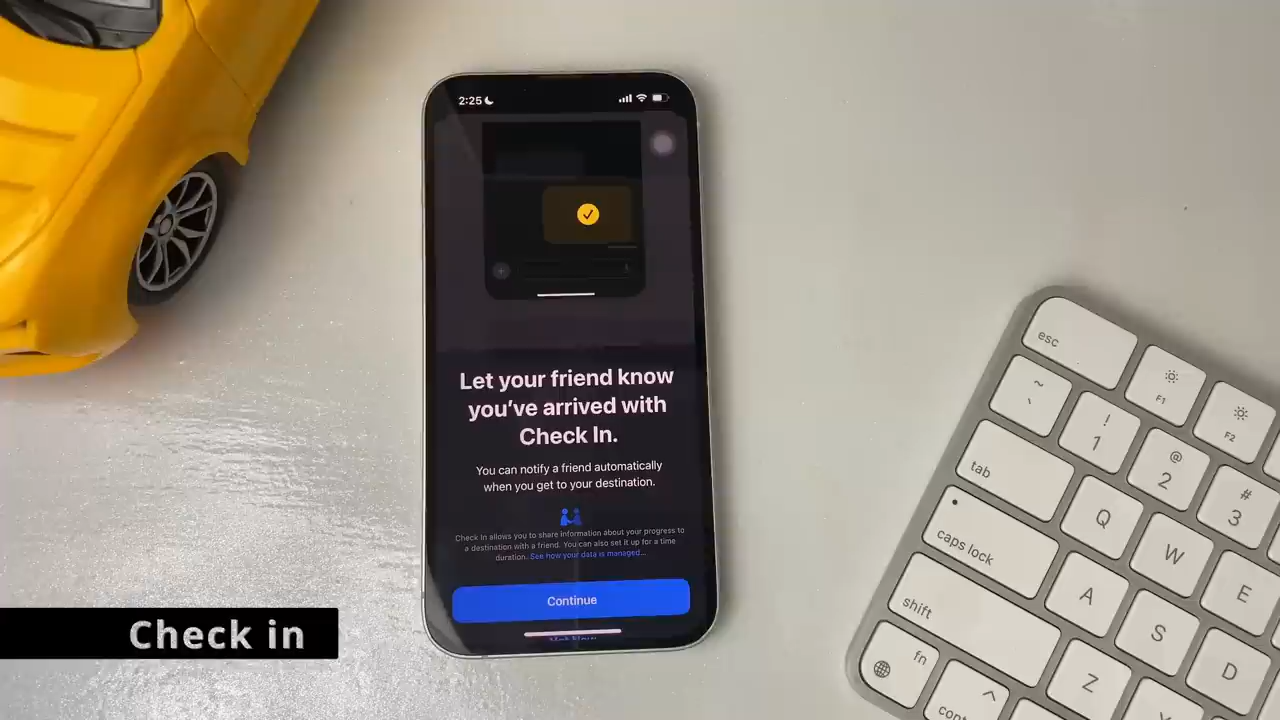 2:25
Let your friend know
you've arrived with
Check In.
You can notify a friend automatically
when you get to your destination.
Check In allows you to share information about your progress to
a destination with a friend. You can also set it up for a time
duration. See how your data is managed...
Continue
Check in
esc
F1
F2
~
`
!
1
@
2
#
3
tab
Q
W
E
caps lock
A
S
D
shift
Z
fn